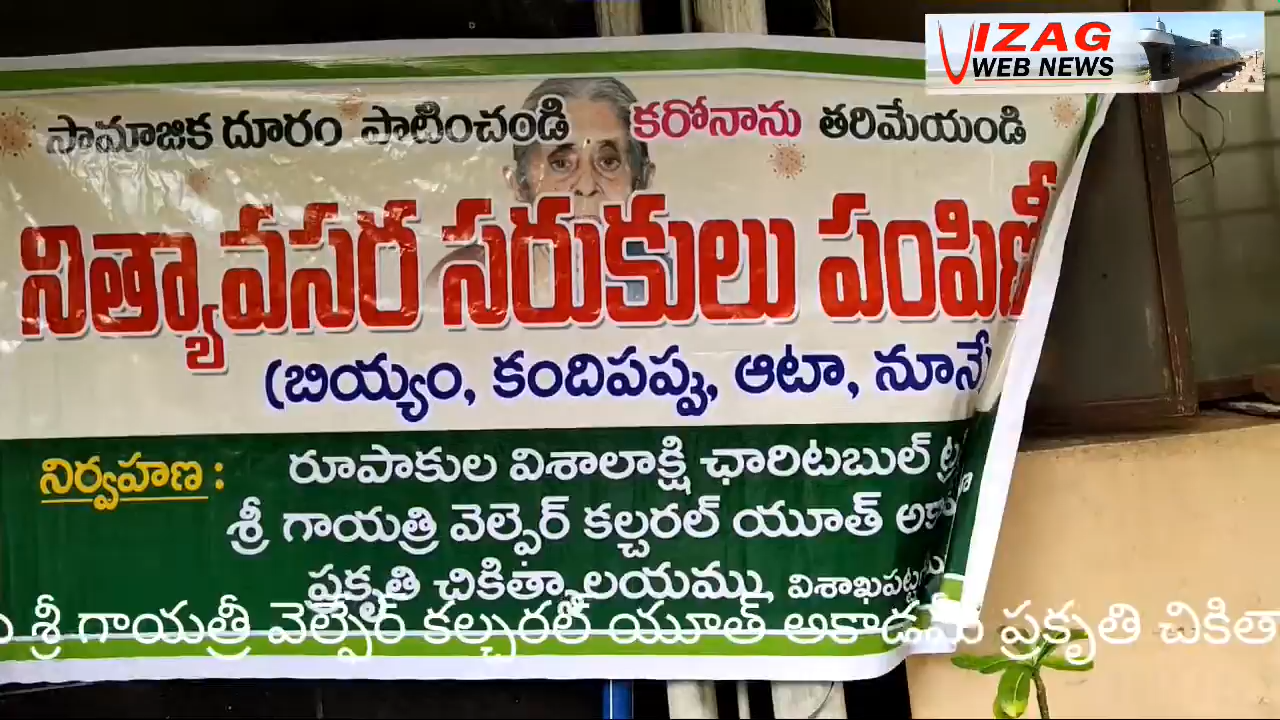 VIZAG
WEB NEWS
సామాజిక దూరం పాటించండి కరోనాను తరిమేయండి
నిత్యావసర సరుకులు పంపిణీ
(బియ్యం, కందిపప్పు, ఆటా, నూనే
నిర్వహణ :
రూపాకుల విశాలాక్షి ఛారిటబుల్
శ్రీ గాయత్రి వెల్ఫేర్ కల్చరల్ యూత్
ప్రకృతి చికిత్సాలయము,
శ్రీ గాయత్రీ వెల్ఫేర్ కల్చరల్ యూత్ అకాడమీ ప్రకృతి